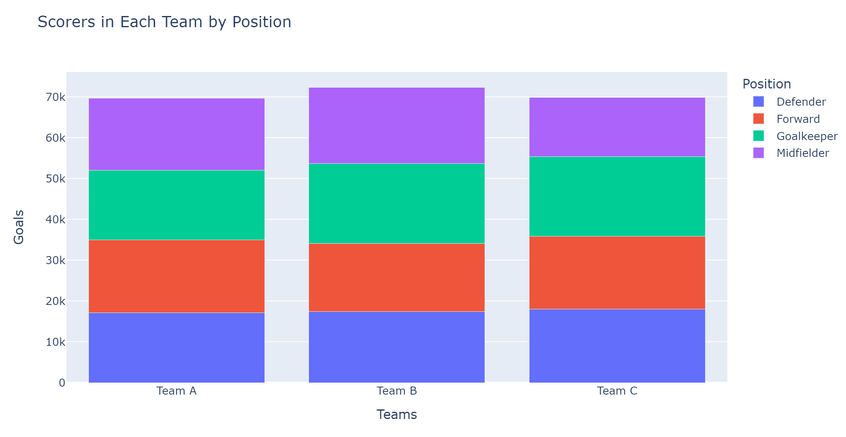 Scorers in Each Team by Position
Position
Defender
Forward
Goalkeeper
Midfielder
Goals
70k
60k
50k
40k
30k
20k
10k
0
Team A
Team B
Team C
Teams